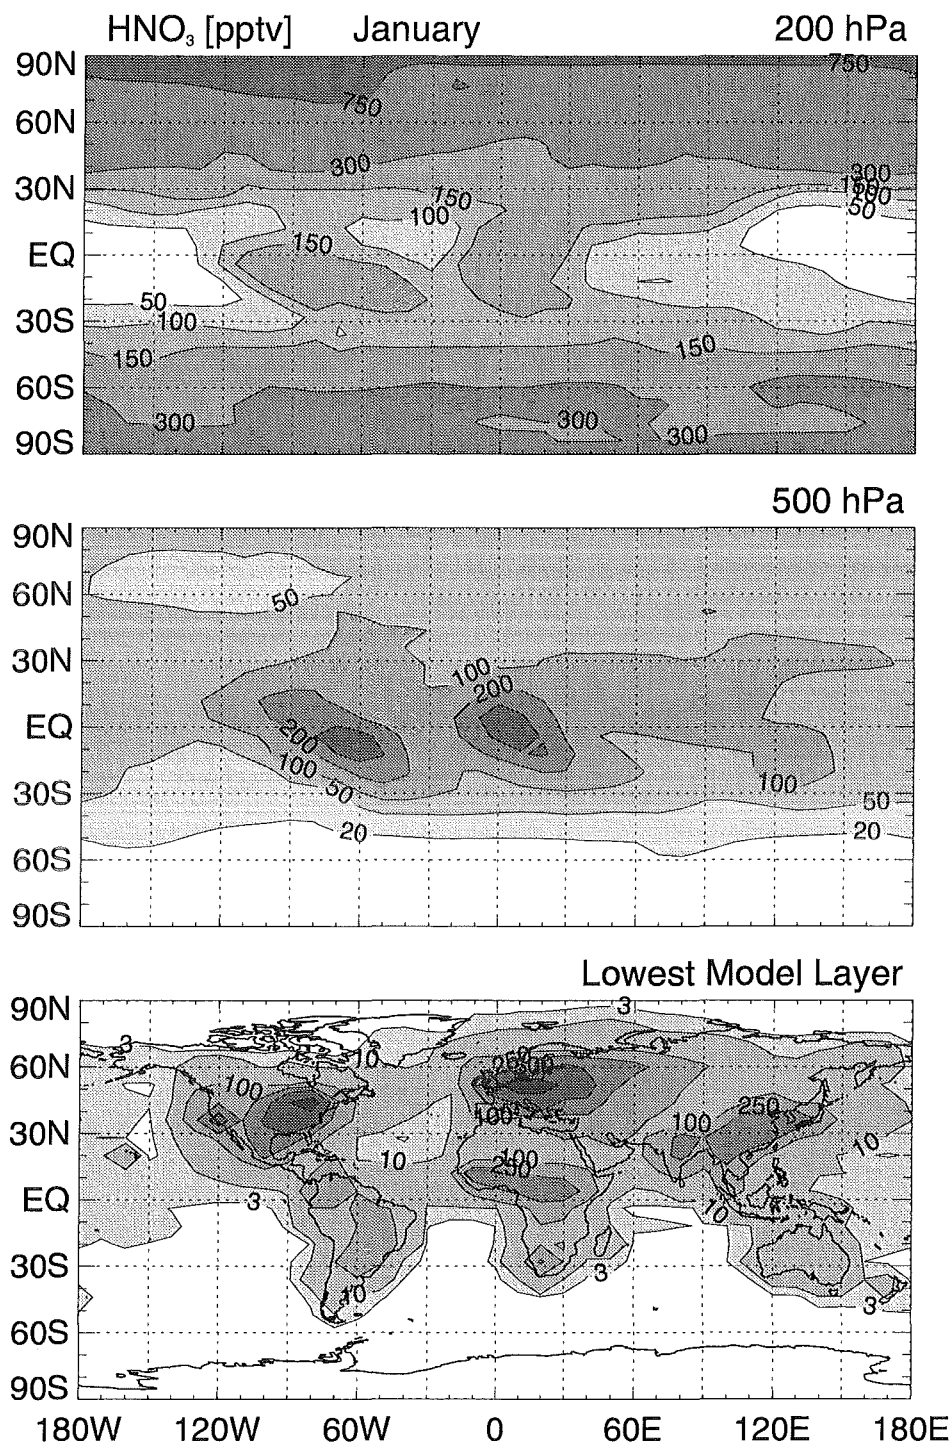 HNO₃ [pptv] January 200 hPa
90N 750
750
60N
300 300
30N 150 100
150
100 50
EQ 150
50
30S 100
150 150
60S
300 300
300
90S
500 hPa
90N
60N
50
30N 100
200
EQ
200
100 100
30S 50 50
20 20
60S
90S
Lowest Model Layer
90N 3
3 10
60N 250
100 100 100 250
30N 10
10 100
250
EQ 3 10
30S 3
10 3
60S
90S
180W 120W 60W 0 60E 120E 180E